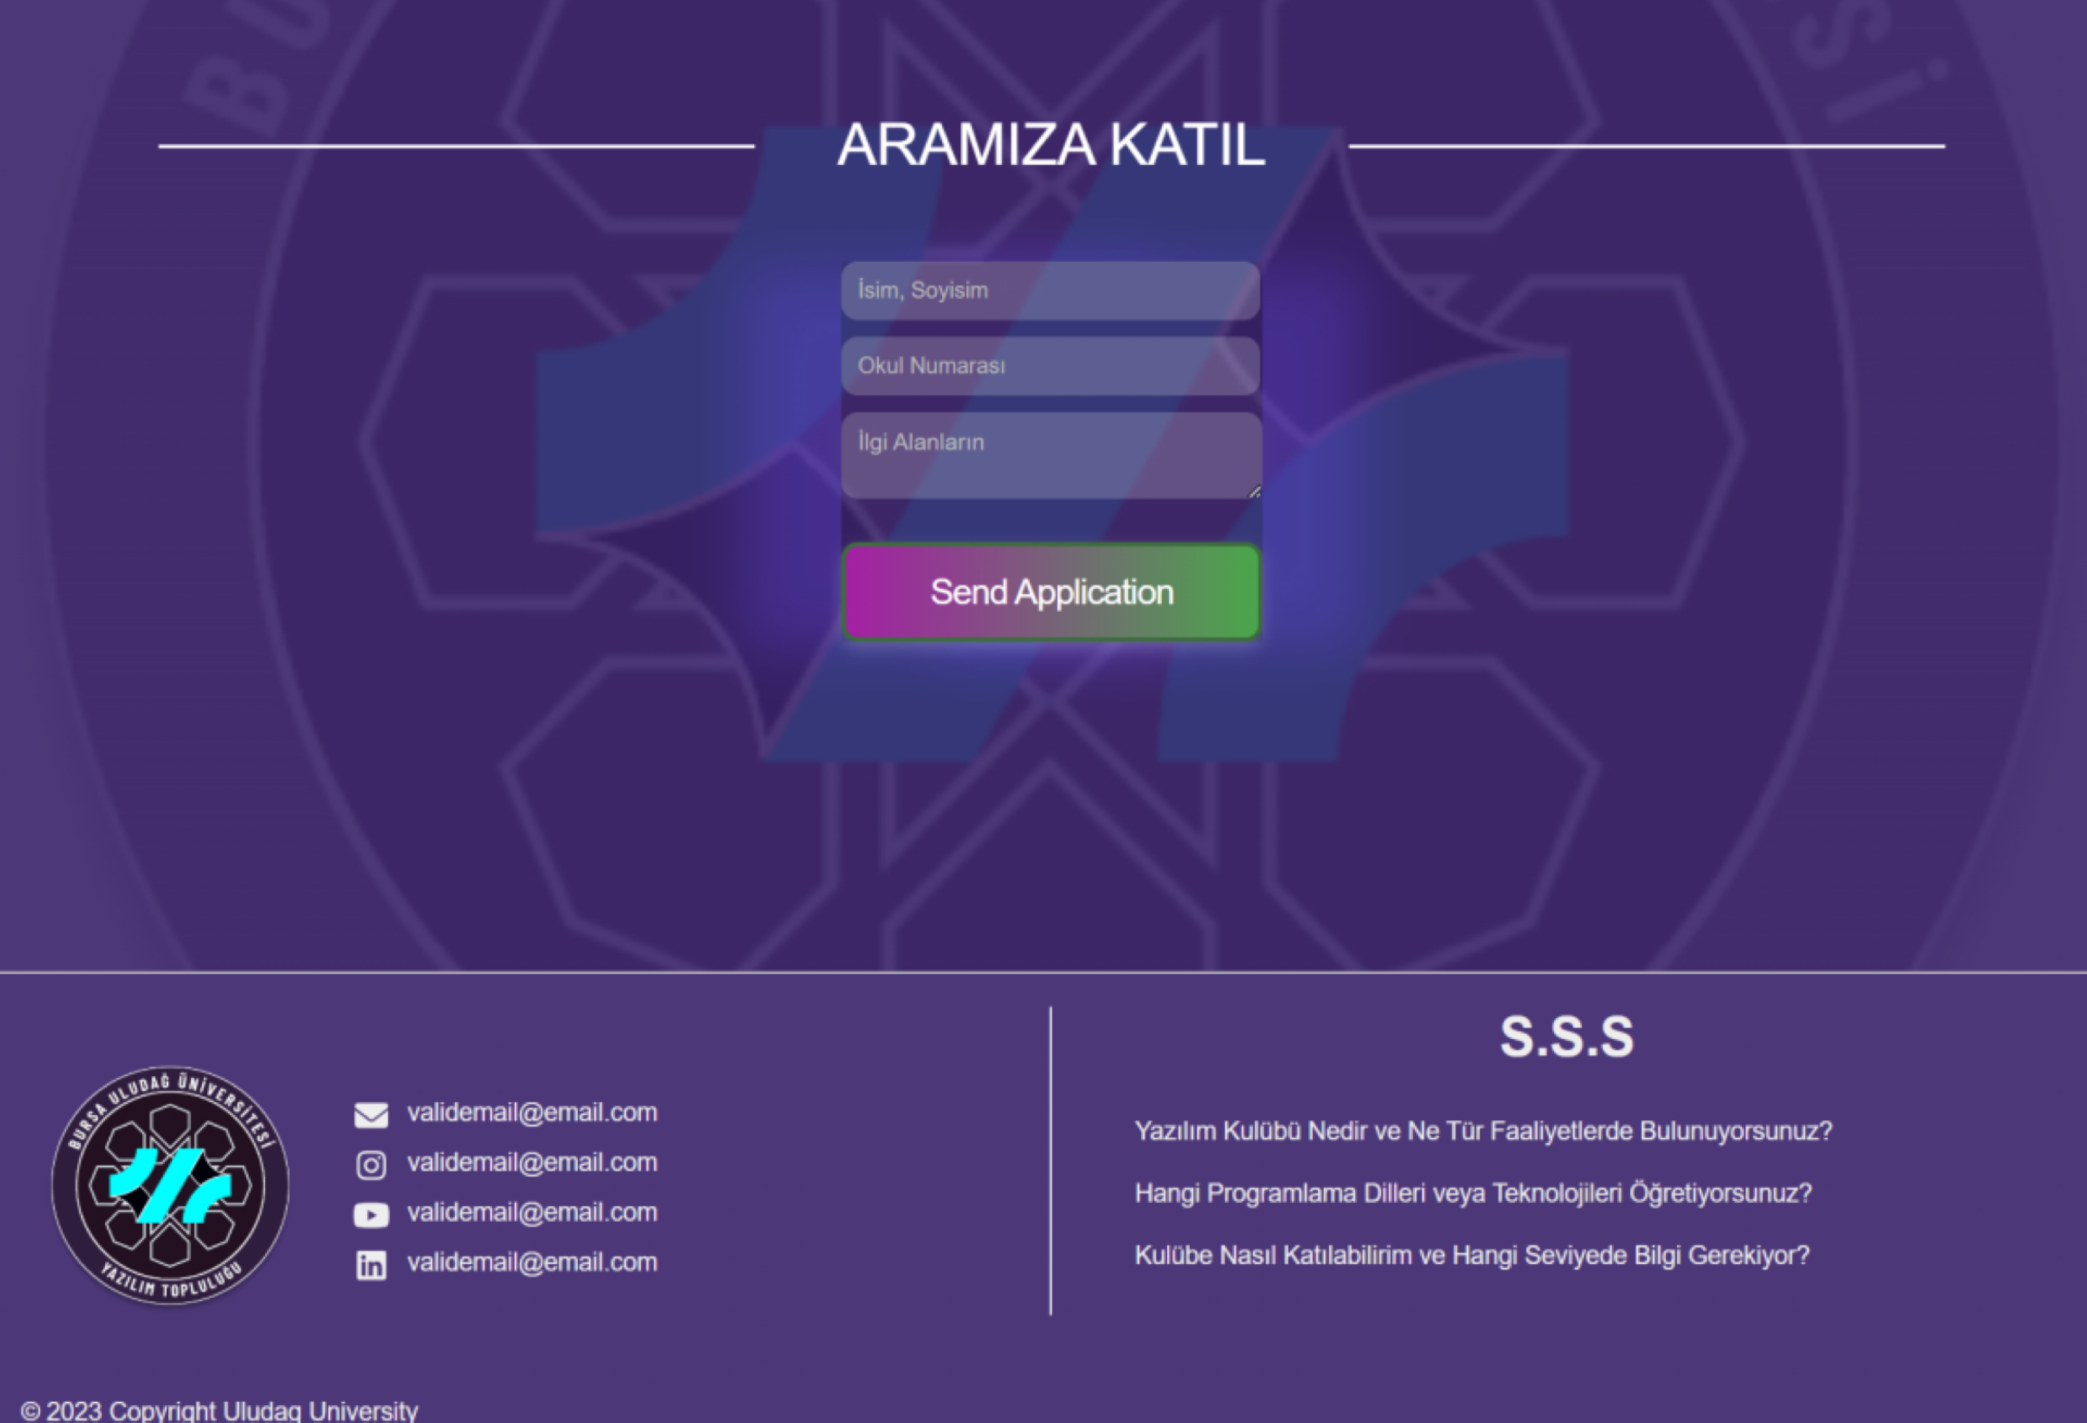 ARAMIZA KATIL
İsim, Soyisim
Okul Numarası
İlgi Alanların
Send Application
BURSA ULUDAĞ ÜNİVERSİTESİ
YAZILIM TOPLULUĞU
validemail@email.com
validemail@email.com
validemail@email.com
validemail@email.com
S.S.S
Yazılım Kulübü Nedir ve Ne Tür Faaliyetlerde Bulunuyorsunuz?
Hangi Programlama Dilleri veya Teknolojileri Öğretiyorsunuz?
Kulübe Nasıl Katılabilirim ve Hangi Seviyede Bilgi Gerekiyor?
© 2023 Copyright Uludag University